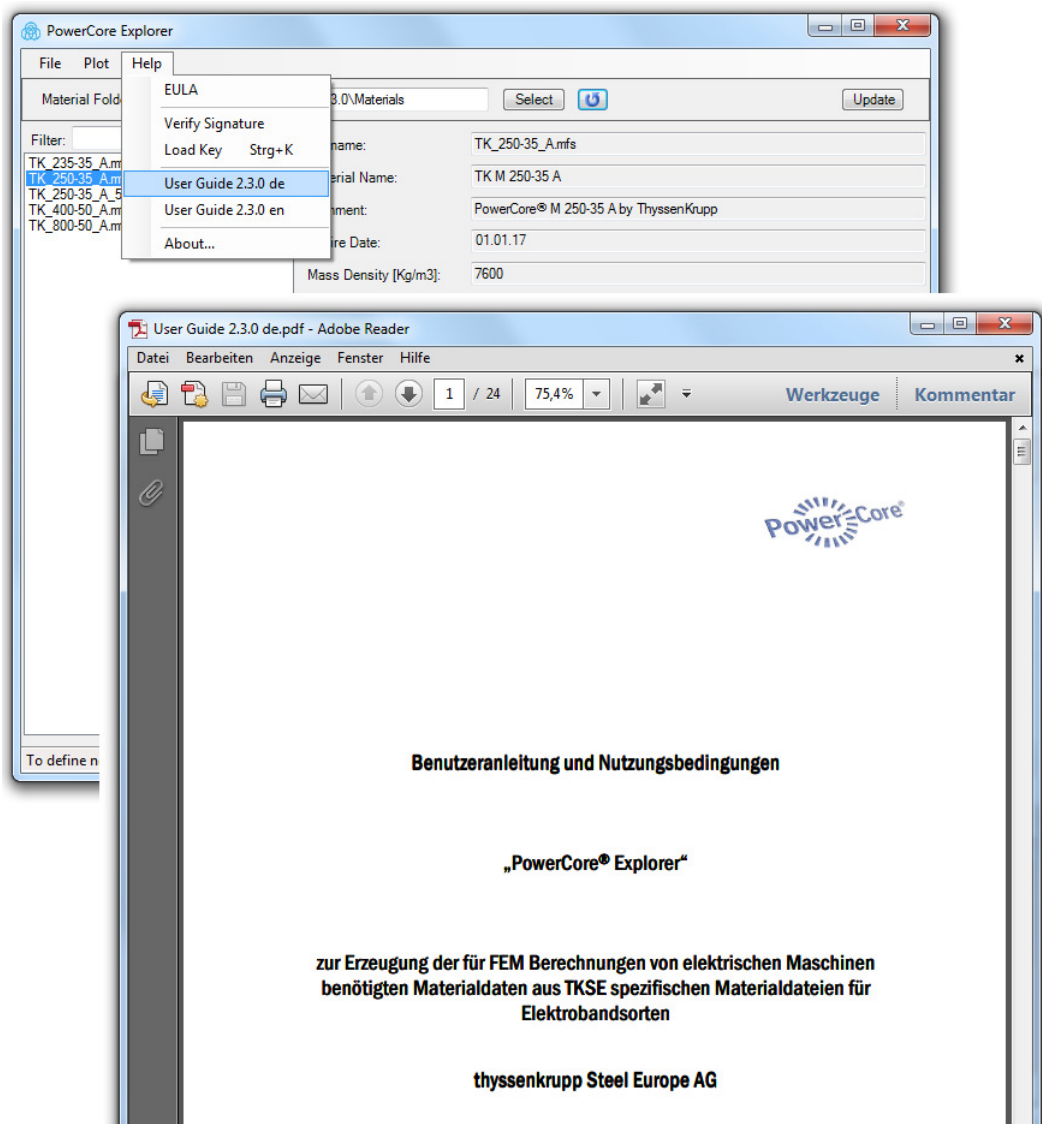 PowerCore Explorer
File Plot Help
Material Fold 3.0\Materials Select Update
EULA
Verify Signature
Load Key Strg+K
User Guide 2.3.0 de
User Guide 2.3.0 en
About...
Filter:
TK_235-35_A.m
TK_250-35_A.m
TK_250-35_A_5
TK_400-50_A.m
TK_800-50_A.m
name: TK_250-35_A.mfs
erial Name: TK M 250-35 A
ment: PowerCore® M 250-35 A by ThyssenKrupp
ire Date: 01.01.17
Mass Density [Kg/m3]: 7600
To define n
User Guide 2.3.0 de.pdf - Adobe Reader
Datei Bearbeiten Anzeige Fenster Hilfe
1 / 24 75,4% Werkzeuge Kommentar
Power Core®
Benutzeranleitung und Nutzungsbedingungen
„PowerCore® Explorer“
zur Erzeugung der für FEM Berechnungen von elektrischen Maschinen
benötigten Materialdaten aus TKSE spezifischen Materialdateien für
Elektrobandsorten
thyssenkrupp Steel Europe AG